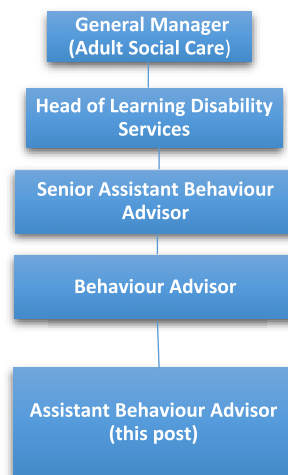 General Manager
(Adult Social Care)
Head of Learning Disability
Services
Senior Assistant Behaviour
Advisor
Behaviour Advisor
Assistant Behaviour Advisor
(this post)